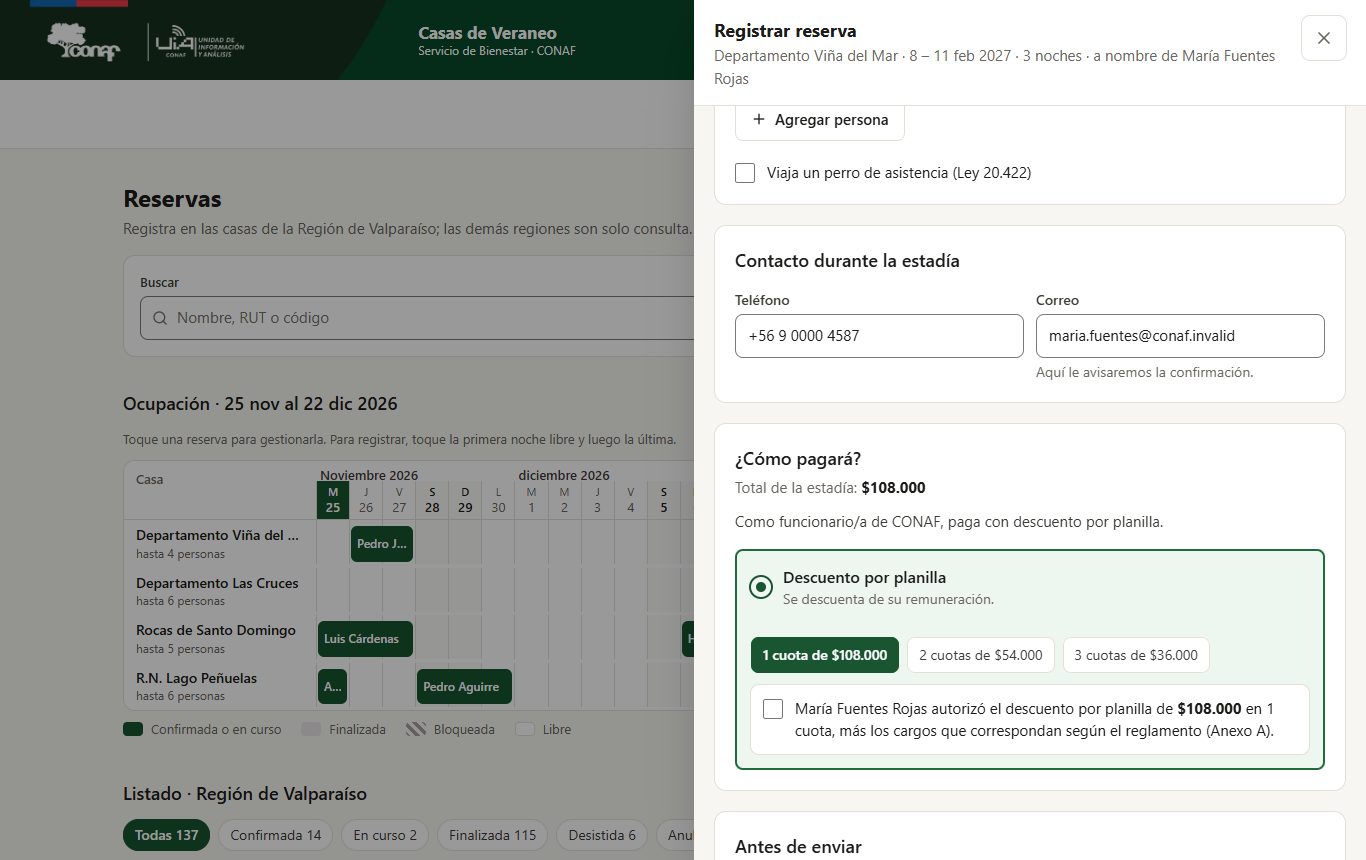 conaf
UIA
CONAF
UNIDAD DE
INFORMACIÓN
Y ANÁLISIS
Casas de Veraneo
Servicio de Bienestar · CONAF
Reservas
Registra en las casas de la Región de Valparaíso; las demás regiones son solo consulta.
Buscar
Nombre, RUT o código
Ocupación · 25 nov al 22 dic 2026
Toque una reserva para gestionarla. Para registrar, toque la primera noche libre y luego la última.
Casa
Noviembre 2026
diciembre 2026
M J V S D L M M J V S
25 26 27 28 29 30 1 2 3 4 5
Departamento Viña del ...
hasta 4 personas
Pedro J...
Departamento Las Cruces
hasta 6 personas
Rocas de Santo Domingo
hasta 5 personas
Luis Cárdenas
H
R.N. Lago Peñuelas
hasta 6 personas
A...
Pedro Aguirre
Confirmada o en curso
Finalizada
Bloqueada
Libre
Listado · Región de Valparaíso
Todas 137
Confirmada 14
En curso 2
Finalizada 115
Desistida 6
Anu
Registrar reserva
Departamento Viña del Mar · 8 – 11 feb 2027 · 3 noches · a nombre de María Fuentes
Rojas
+ Agregar persona
Viaja un perro de asistencia (Ley 20.422)
Contacto durante la estadía
Teléfono
+56 9 0000 4587
Correo
maria.fuentes@conaf.invalid
Aquí le avisaremos la confirmación.
¿Cómo pagará?
Total de la estadía: $108.000
Como funcionario/a de CONAF, paga con descuento por planilla.
Descuento por planilla
Se descuenta de su remuneración.
1 cuota de $108.000
2 cuotas de $54.000
3 cuotas de $36.000
María Fuentes Rojas autorizó el descuento por planilla de $108.000 en 1
cuota, más los cargos que correspondan según el reglamento (Anexo A).
Antes de enviar